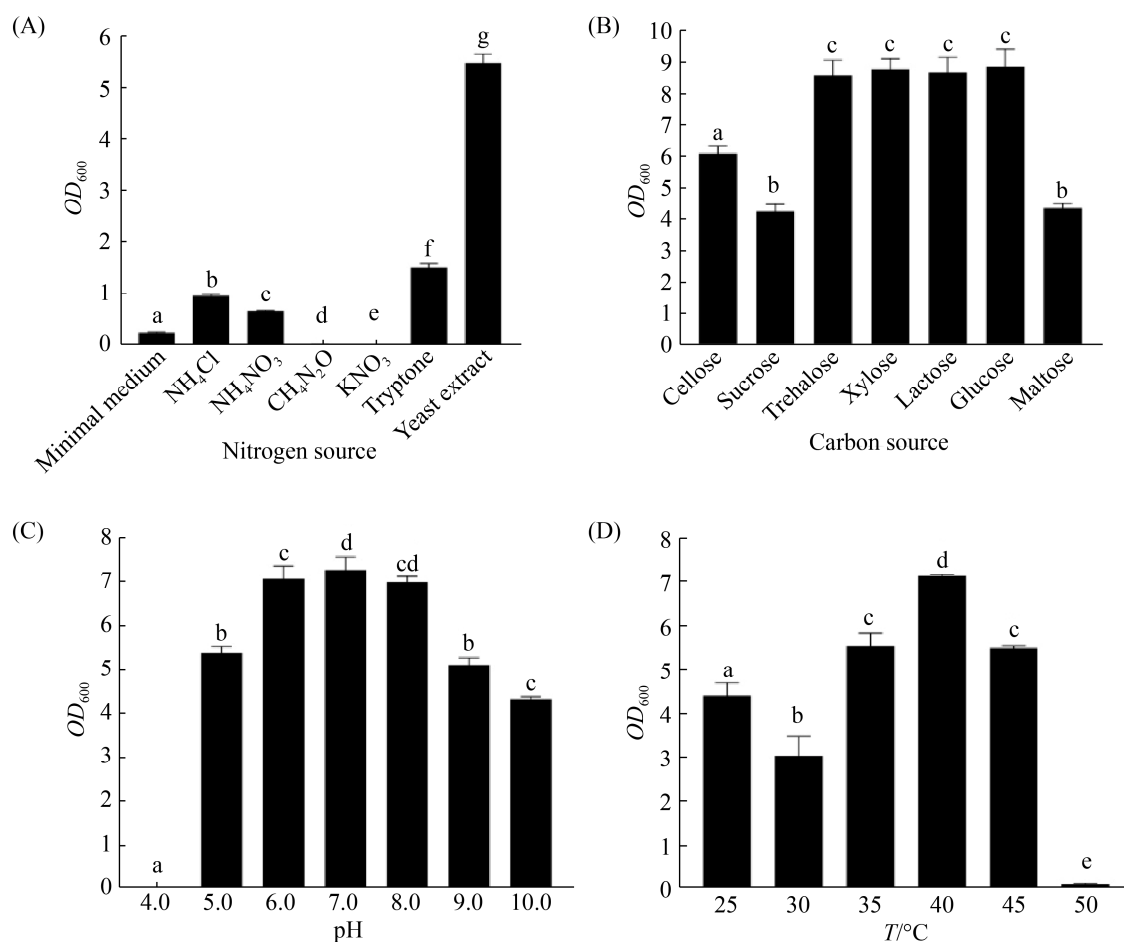 (A)
6
5
4
3
2
1
0
OD₆₀₀
a
b
c
d
e
f
g
Minimal medium
NH₄Cl
NH₄NO₃
CH₄N₂O
KNO₃
Tryptone
Yeast extract
Nitrogen source
(B)
10
9
8
7
6
5
4
3
2
1
0
OD₆₀₀
a
b
c
c
c
c
b
Cellose
Sucrose
Trehalose
Xylose
Lactose
Glucose
Maltose
Carbon source
(C)
8
7
6
5
4
3
2
1
0
OD₆₀₀
a
b
c
d
cd
b
c
4.0 5.0 6.0 7.0 8.0 9.0 10.0
pH
(D)
8
7
6
5
4
3
2
1
0
OD₆₀₀
a
b
c
d
c
e
25 30 35 40 45 50
T/°C